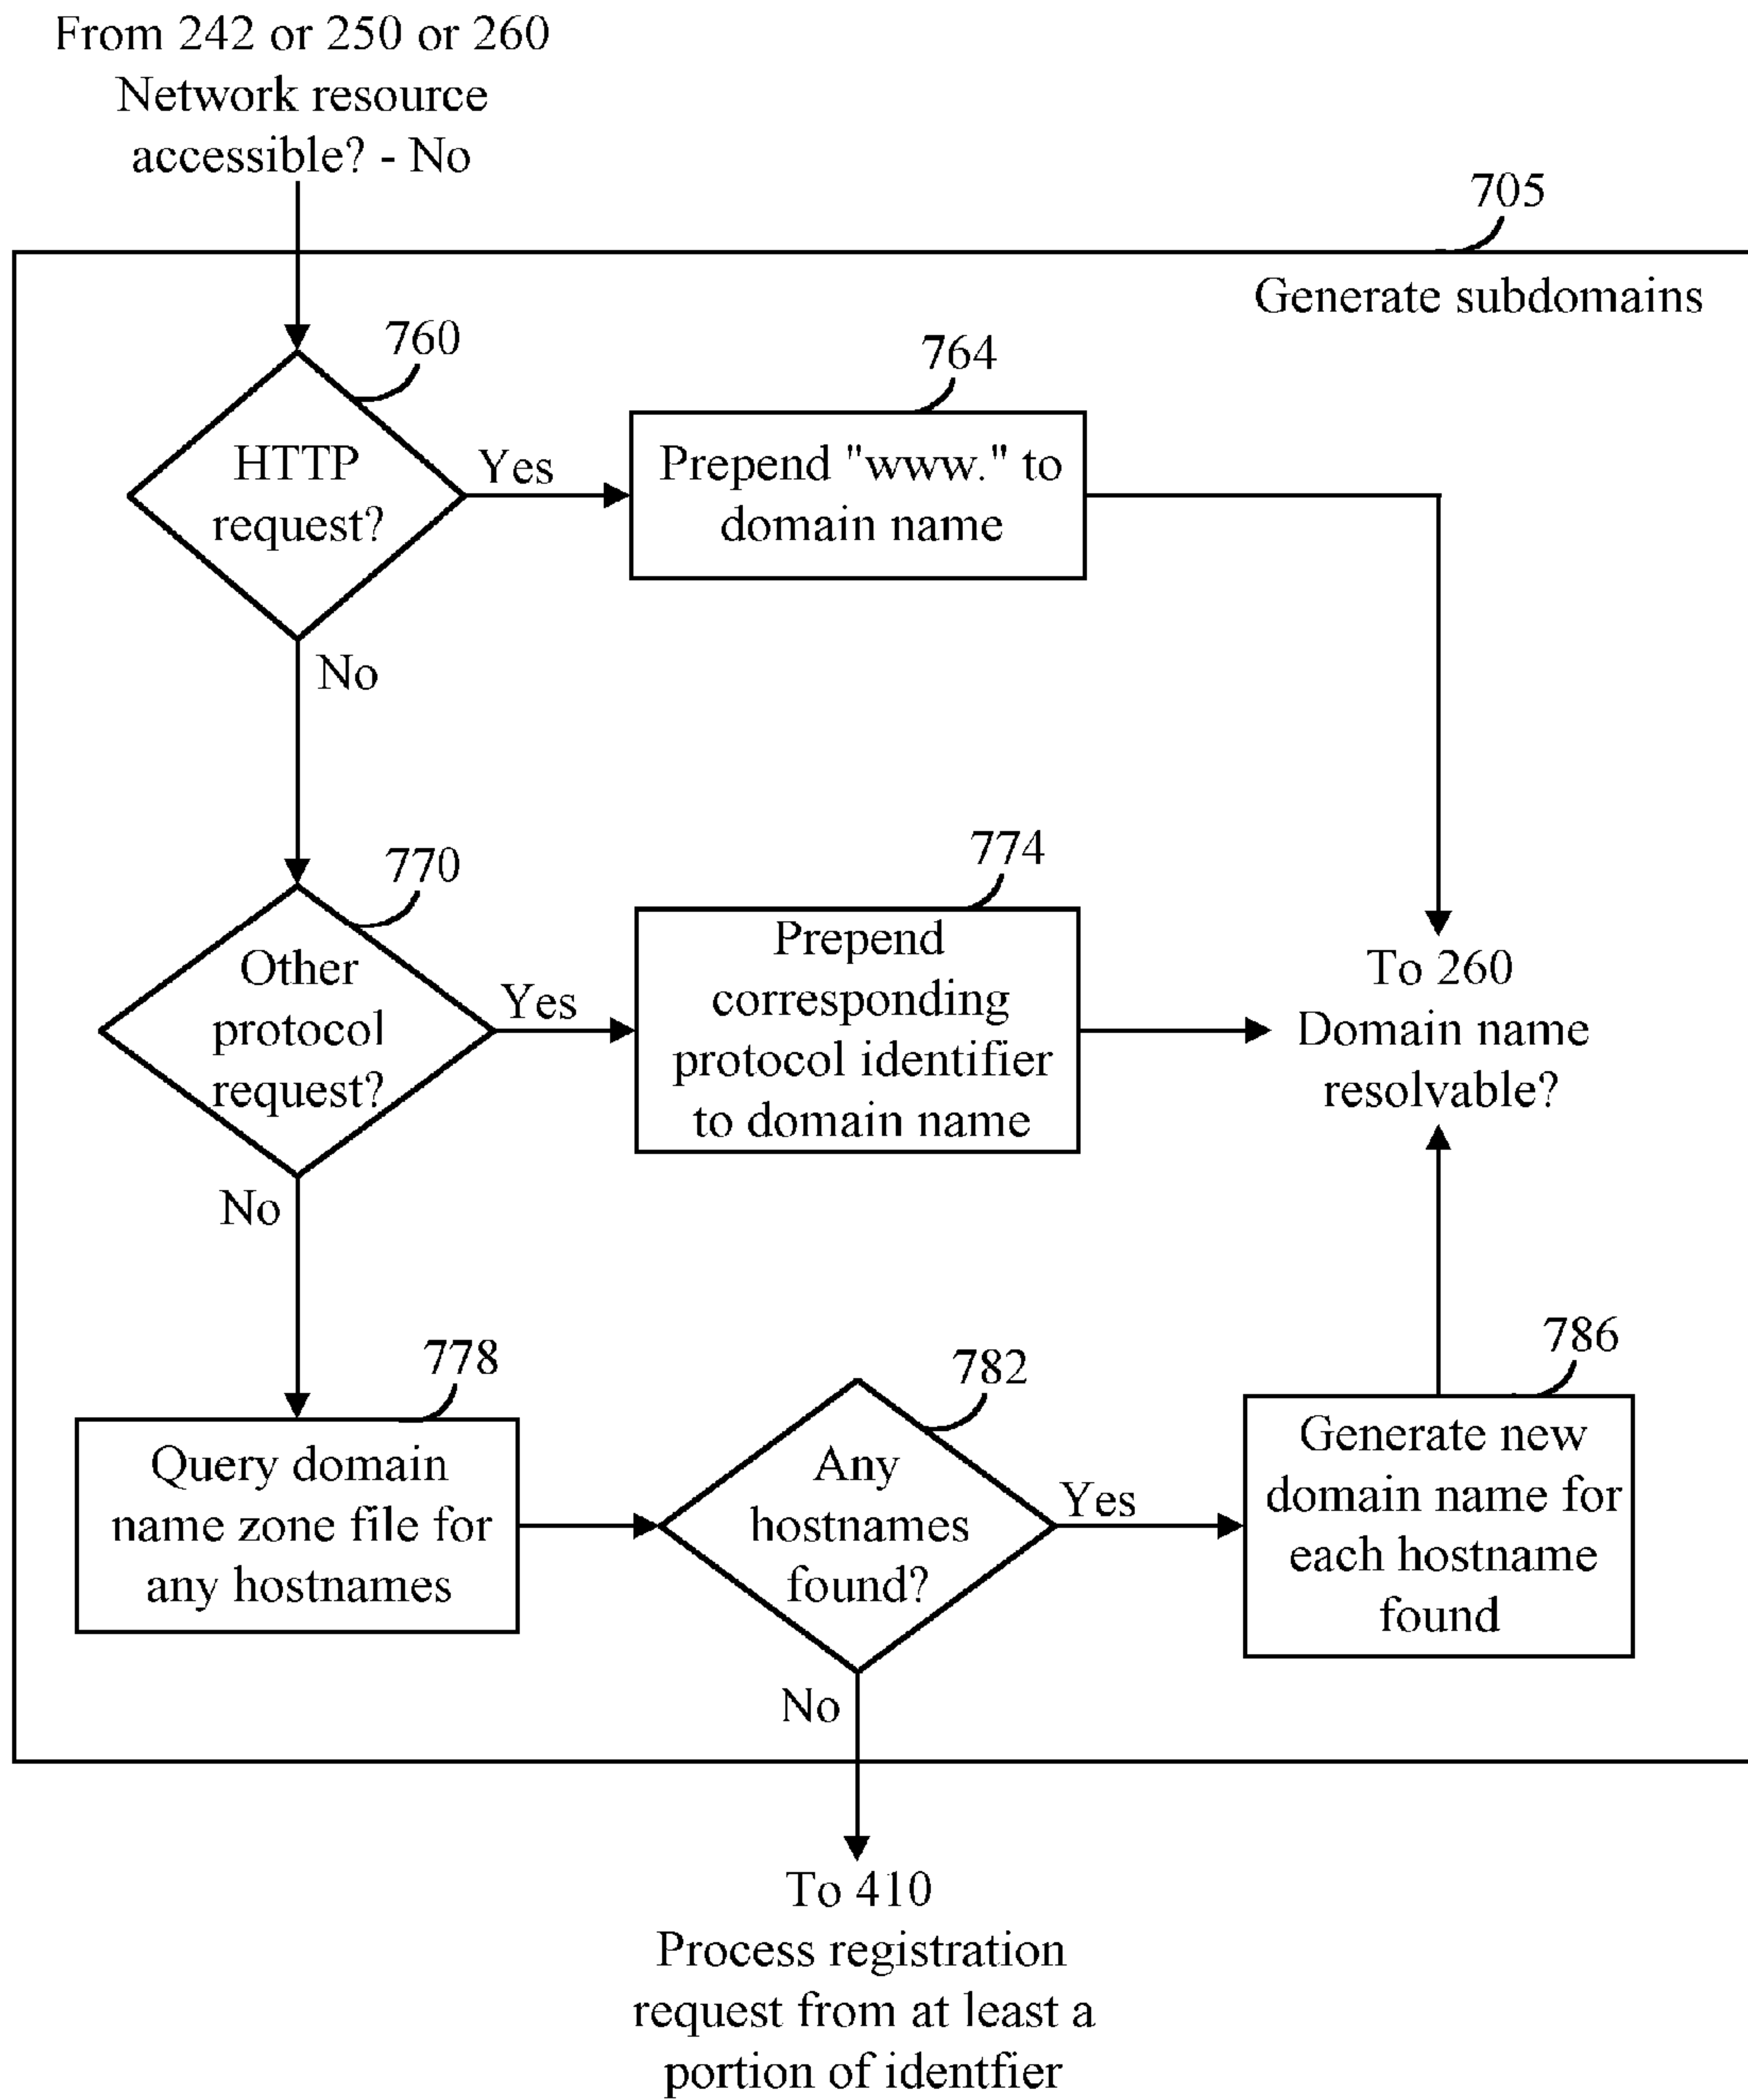 From 242 or 250 or 260
Network resource
accessible? - No
705
Generate subdomains
760
HTTP
request?
Yes
764
Prepend "www." to
domain name
No
770
Other
protocol
request?
Yes
774
Prepend
corresponding
protocol identifier
to domain name
To 260
Domain name
resolvable?
No
778
Query domain
name zone file for
any hostnames
782
Any
hostnames
found?
Yes
786
Generate new
domain name for
each hostname
found
No
To 410
Process registration
request from at least a
portion of identfier